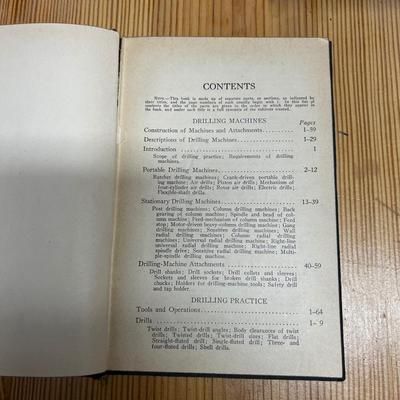 CONTENTS
NOTE.—This book is made up of separate parts, or sections, as indicated by
their titles, and the page numbers of each usually begin with 1. In this list of
contents the titles of the parts are given in the order in which they appear
in the book, and under each title is a full synopsis of the subjects treated.
DRILLING MACHINES
Pages
Construction of Machines and Attachments 1-59
Descriptions of Drilling Machines 1-29
Introduction 1
Scope of drilling practice; Requirements of drilling
machines.
Portable Drilling Machines 2-12
Ratchet drilling machines; Crank-driven portable drill-
ing machine; Air drills; Piston air drills; Mechanism of
four-cylinder air drills; Rotor air drills; Electric drills;
Flexible-shaft drills.
Stationary Drilling Machines 13-39
Post drilling machines; Column drilling machines; Back
gearing of column machine; Spindle and head of col-
umn machine; Feed-mechanism of column machine; Feed
stop; Motor-driven heavy-column drilling machine; Gang
drilling machines; Sensitive drilling machines; Wall
radial drilling machine; Column radial drilling
machines; Universal radial drilling machine; Right-line
universal radial drilling machine; Right-line radial
spindle drive; Sensitive radial drilling machine; Multi-
ple-spindle drilling machine.
Drilling-Machine Attachments 40-59
Drill shanks; Drill sockets; Drill collets and sleeves;
Sockets and sleeves for broken drill shanks; Drill
chucks; Holders for drilling-machine tools; Safety drill
and tap holder.
DRILLING PRACTICE
Tools and Operations 1-64
Drills 1- 9
Twist drills; Twist-drill angles; Body clearances of twist
drills; Twisted drills; Twist-drill sizes; Flat drills;
Straight-fluted drill; Single-fluted drill; Three- and
four-fluted drills; Shell drills.